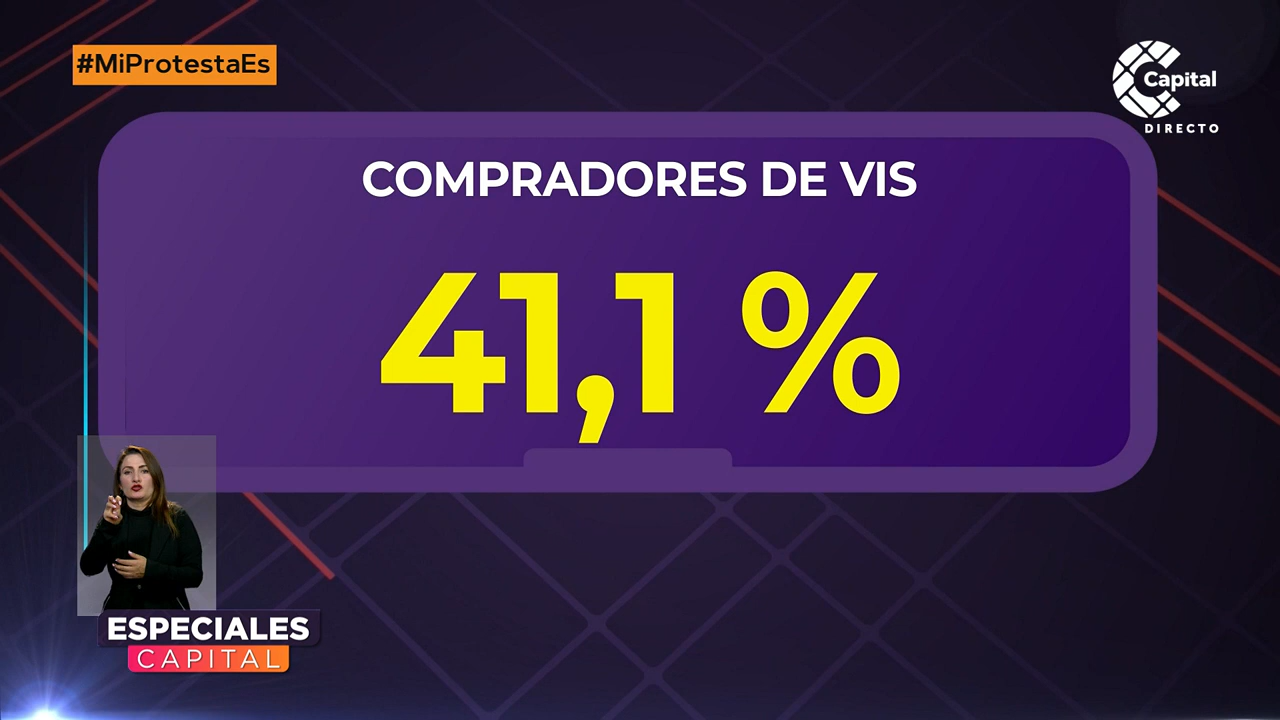 #MiProtestaEs
Capital
DIRECTO
COMPRADORES DE VIS
41,1 %
ESPECIALES
CAPITAL